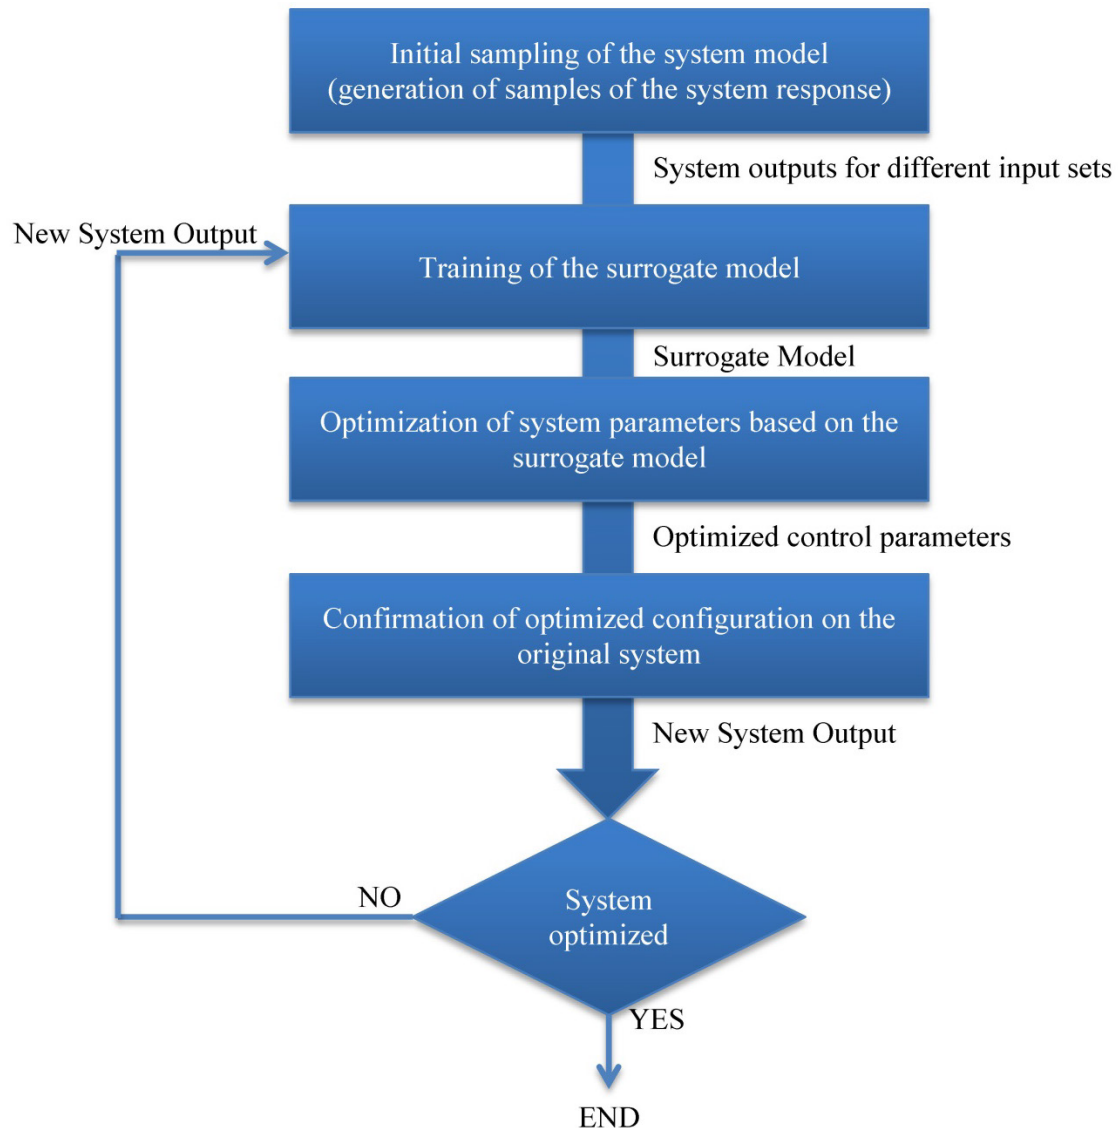 Initial sampling of the system model
(generation of samples of the system response)
System outputs for different input sets
New System Output
Training of the surrogate model
Surrogate Model
Optimization of system parameters based on the
surrogate model
Optimized control parameters
Confirmation of optimized configuration on the
original system
New System Output
NO
System
optimized
YES
END